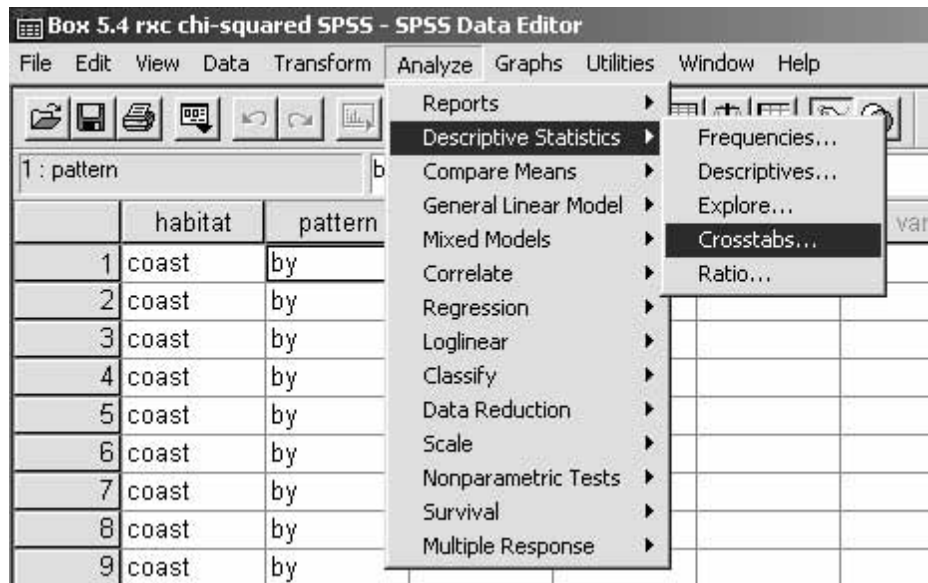 Box 5.4 rxc chi-squared SPSS - SPSS Data Editor
File Edit View Data Transform Analyze Graphs Utilities Window Help
Reports
Descriptive Statistics
Compare Means
General Linear Model
Mixed Models
Correlate
Regression
Loglinear
Classify
Data Reduction
Scale
Nonparametric Tests
Survival
Multiple Response
Frequencies...
Descriptives...
Explore...
Crosstabs...
Ratio...
1 : pattern b
habitat pattern var
1 coast by
2 coast by
3 coast by
4 coast by
5 coast by
6 coast by
7 coast by
8 coast by
9 coast by